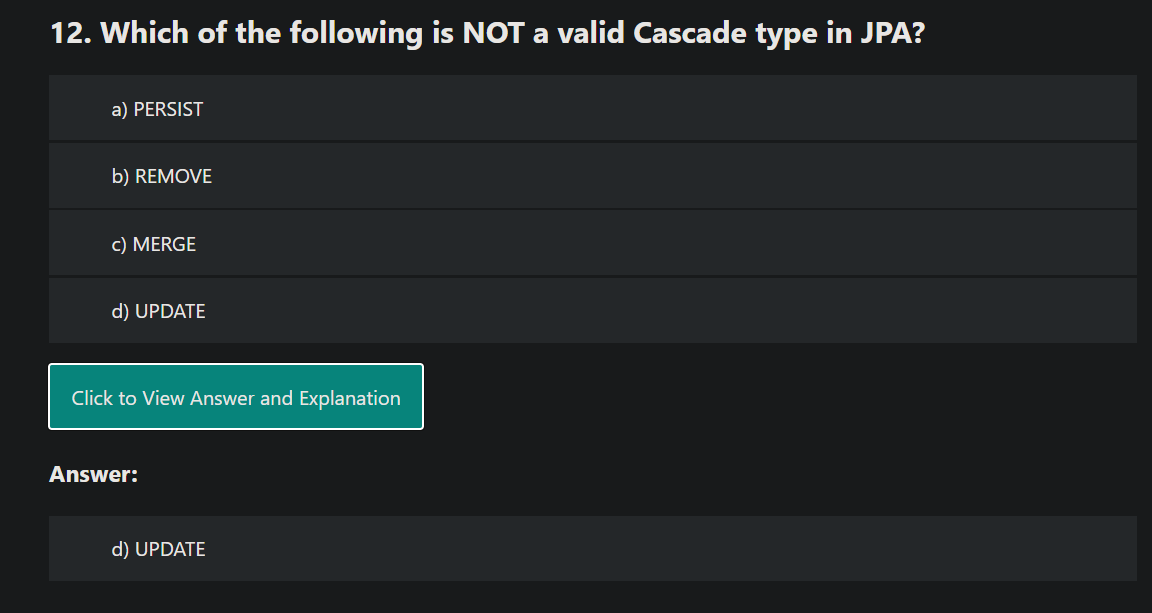 12. Which of the following is NOT a valid Cascade type in JPA?
a) PERSIST
b) REMOVE
c) MERGE
d) UPDATE
Click to View Answer and Explanation
Answer:
d) UPDATE